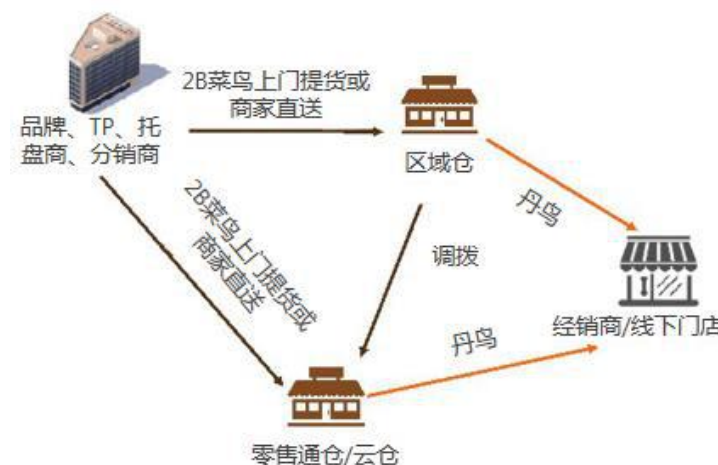 2B菜鸟上门提货或
商家直送
品牌、TP、托
盘商、分销商
区域仓
丹鸟
2B菜鸟上门提货或
商家直送
调拨
经销商/线下门店
丹鸟
零售通仓/云仓